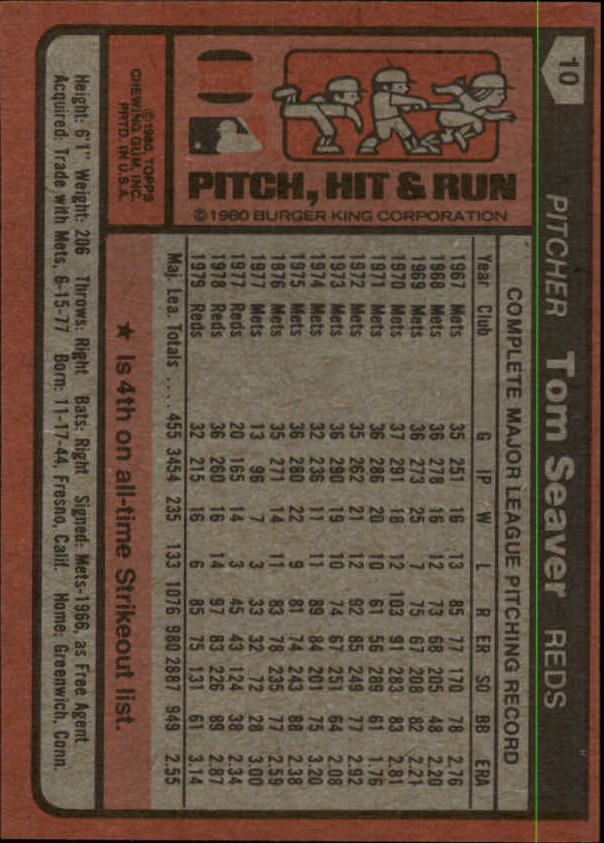 10
PITCHER Tom Seaver REDS
COMPLETE MAJOR LEAGUE PITCHING RECORD
Year Club G IP W L R ER SO BB ERA
1967 Mets 35 251 16 13 85 77 170 78 2.76
1968 Mets 36 278 16 12 73 68 205 48 2.20
1969 Mets 36 273 25 7 75 67 208 82 2.21
1970 Mets 37 291 18 12 103 91 283 83 2.81
1971 Mets 36 286 20 10 61 56 289 61 1.76
1972 Mets 35 262 21 12 92 85 249 77 2.92
1973 Mets 36 290 19 10 74 67 251 64 2.08
1974 Mets 32 236 11 11 89 84 201 75 3.20
1975 Mets 36 280 22 9 81 74 243 88 2.38
1976 Mets 35 271 14 11 83 78 235 77 2.59
1977 Mets 13 96 7 3 33 32 72 28 3.00
1977 Reds 20 165 14 3 45 43 124 38 2.34
1978 Reds 36 260 16 14 97 83 226 89 2.87
1979 Reds 32 215 16 6 85 75 131 61 3.14
Maj. Lea. Totals .... 455 3454 235 133 1076 980 2887 949 2.55
PITCH, HIT & RUN
©1980 BURGER KING CORPORATION
© 1980 TOPPS
CHEWING GUM, INC.
PRTD. IN U.S.A.
★ Is 4th on all-time Strikeout list.
Height: 6'1" Weight: 206 Throws: Right Bats: Right Signed: Mets-1966, as Free Agent
Acquired: Trade with Mets, 6-15-77 Born: 11-17-44, Fresno, Calif. Home: Greenwich, Conn.